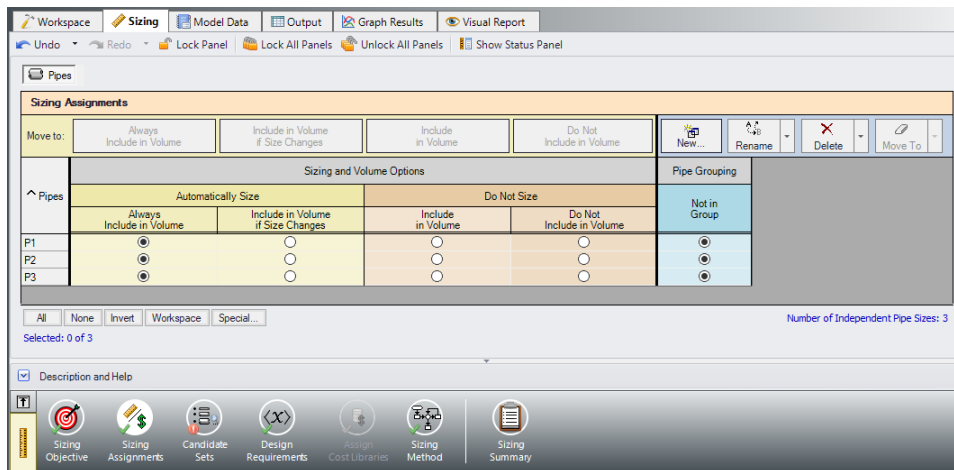 Workspace Sizing Model Data Output Graph Results Visual Report
Undo Redo Lock Panel Lock All Panels Unlock All Panels Show Status Panel
Pipes
Sizing Assignments
Move to: Always Include in Volume Include in Volume if Size Changes Include in Volume Do Not Include in Volume New... Rename Delete Move To
Sizing and Volume Options Pipe Grouping
^ Pipes Automatically Size Do Not Size Not in Group
Always Include in Volume Include in Volume if Size Changes Include in Volume Do Not Include in Volume
P1
P2
P3
All None Invert Workspace Special... Number of Independent Pipe Sizes: 3
Selected: 0 of 3
Description and Help
Sizing Objective Sizing Assignments Candidate Sets Design Requirements Assign Cost Libraries Sizing Method Sizing Summary